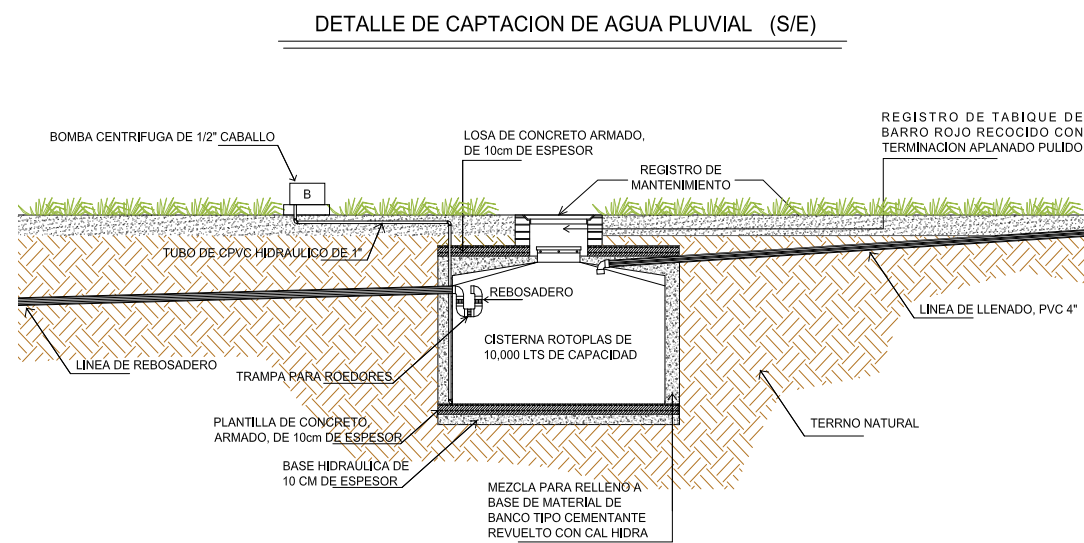 DETALLE DE CAPTACION DE AGUA PLUVIAL (S/E)
BOMBA CENTRIFUGA DE 1/2" CABALLO
B
LOSA DE CONCRETO ARMADO,
DE 10cm DE ESPESOR
REGISTRO DE
MANTENIMIENTO
REGISTRO DE TABIQUE DE
BARRO ROJO RECOCIDO CON
TERMINACION APLANADO PULIDO
TUBO DE CPVC HIDRAULICO DE 1"
REBOSADERO
LINEA DE LLENADO, PVC 4"
CISTERNA ROTOPLAS DE
10,000 LTS DE CAPACIDAD
LINEA DE REBOSADERO
TRAMPA PARA ROEDORES
PLANTILLA DE CONCRETO,
ARMADO, DE 10cm DE ESPESOR
TERRNO NATURAL
BASE HIDRAULICA DE
10 CM DE ESPESOR
MEZCLA PARA RELLENO A
BASE DE MATERIAL DE
BANCO TIPO CEMENTANTE
REVUELTO CON CAL HIDRA